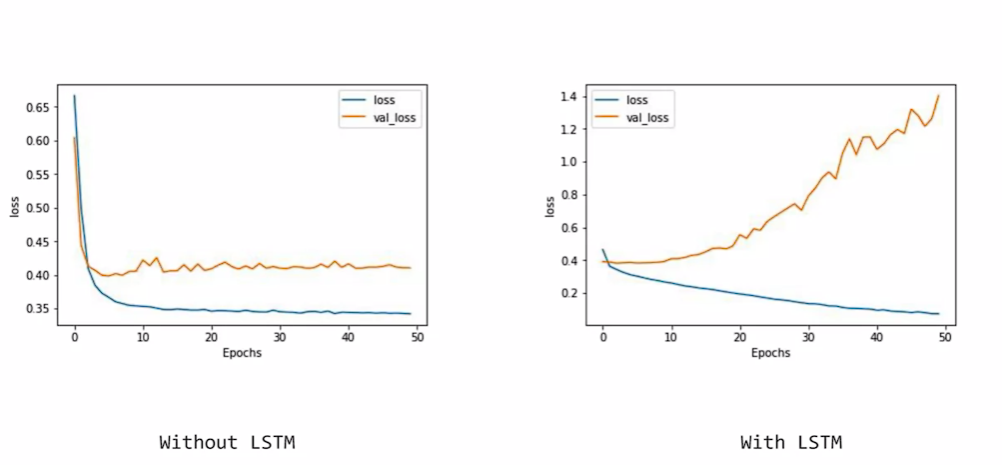 loss
val_loss
0.65
0.60
0.55
0.50
0.45
0.40
0.35
loss
0 10 20 30 40 50
Epochs
Without LSTM
loss
val_loss
1.4
1.2
1.0
0.8
0.6
0.4
0.2
loss
0 10 20 30 40 50
Epochs
With LSTM